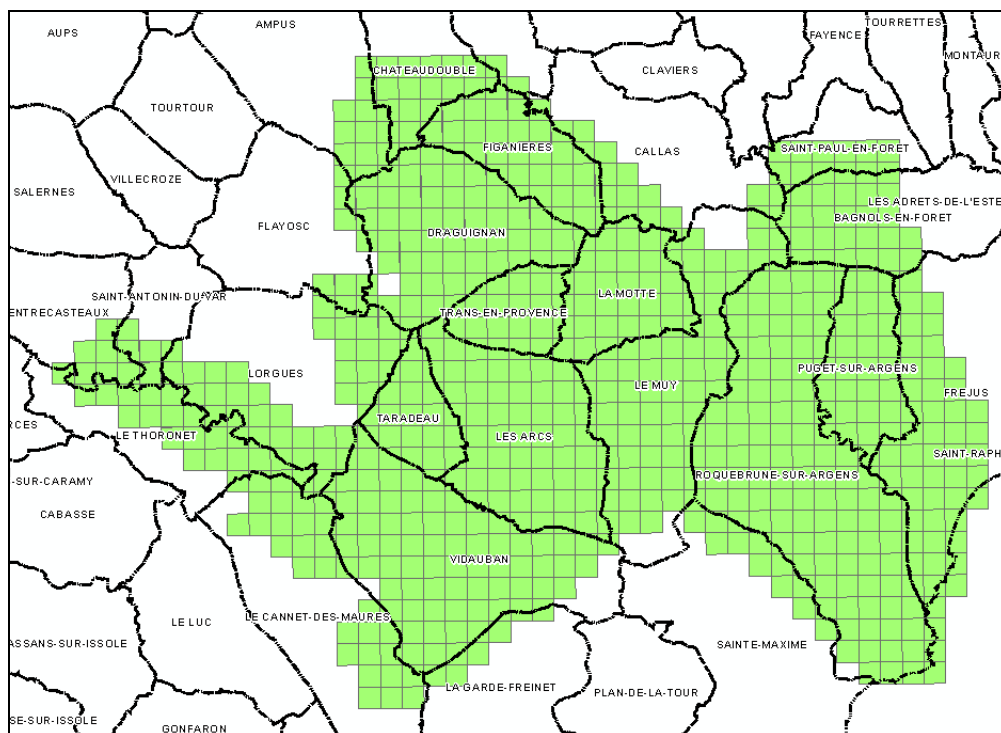 AUPS
AMPUS
TOURRETTES
FAYENCE
MONTAUR
CHATEAUDOUBLE
CLAVIERS
TOURTOUR
FIGANIERES
CALLAS
SAINT-PAUL-EN-FORET
VILLECROZE
SALERNES
LES ADRETS-DE-L'ESTE
BAGNOLS-EN-FORET
FLAYOSC
DRAGUIGNAN
SAINT-ANTONIN-DU-VAR
LA MOTTE
ENTRECASTEAUX
TRANS-EN-PROVENCE
LORGUES
LE MUY
PUGET-SUR-ARGENS
FREJUS
TARADEAU
RCES
LE THORONET
LES ARCS
SAINT-RAPH
-SUR-CARAMY
ROQUEBRUNE-SUR-ARGENS
CABASSE
VIDAUBAN
LE LUC
LE CANNET-DES-MAURES
ASSANS-SUR-ISSOLE
SAINTE-MAXIME
LA GARDE-FREINET
PLAN-DE-LA-TOUR
SE-SUR-ISSOLE
GONFARON